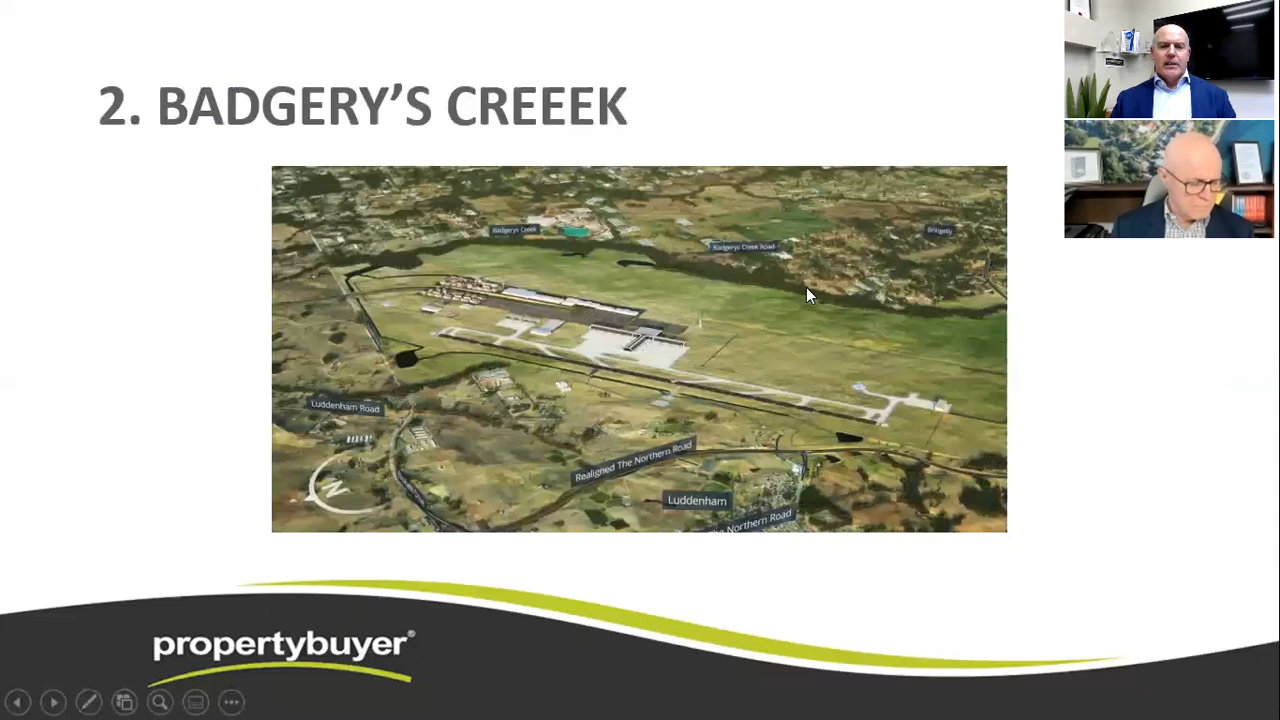 2. BADGERY’S CREEEK
Badgerys Creek
Badgerys Creek Road
Bringelly
Luddenham Road
Realigned The Northern Road
Luddenham
The Northern Road
propertybuyer®